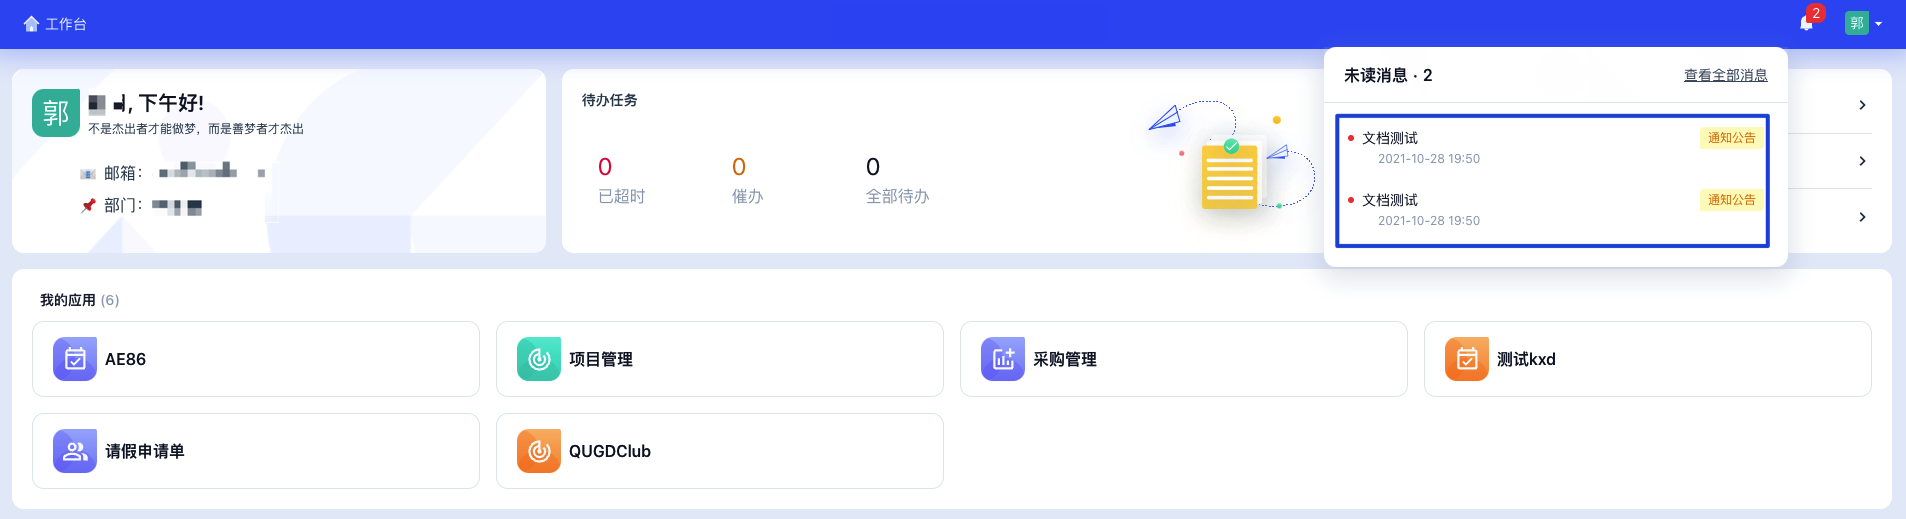 工作台
2
郭
郭
, 下午好!
不是杰出者才能做梦，而是善梦者才杰出
邮箱：
部门：
待办任务
0
已超时
0
催办
0
全部待办
未读消息 · 2
查看全部消息
文档测试
通知公告
2021-10-28 19:50
文档测试
通知公告
2021-10-28 19:50
我的应用 (6)
AE86
项目管理
采购管理
测试kxd
请假申请单
QUGDClub